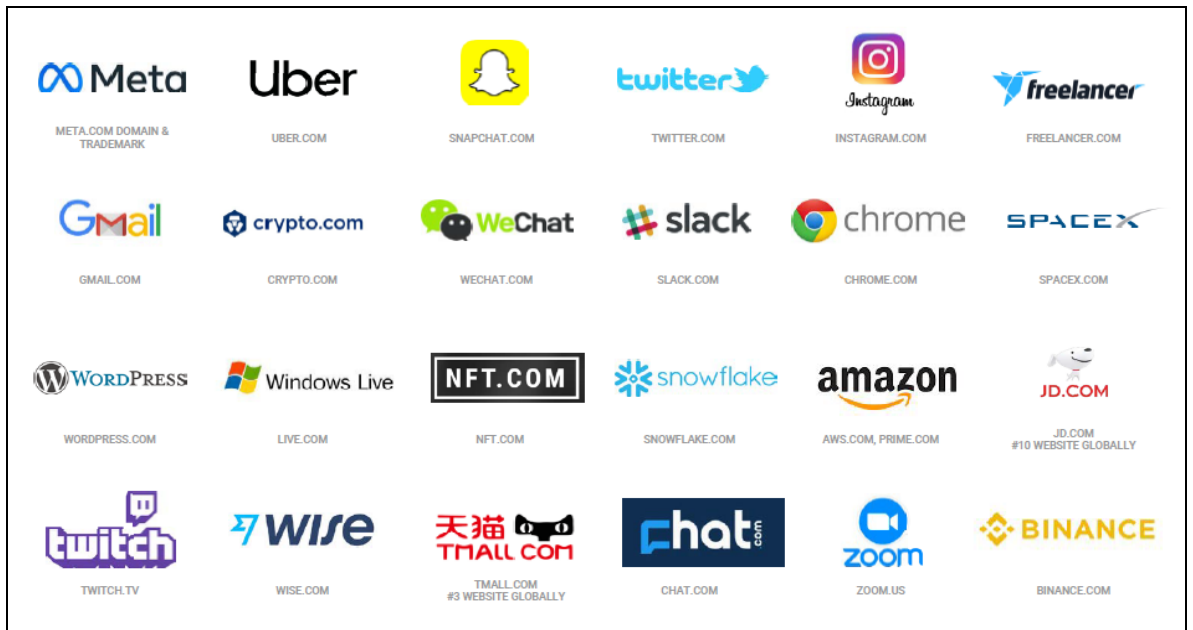 Meta
Uber
twitter
Instagram
freelancer
META.COM DOMAIN &
TRADEMARK
UBER.COM
SNAPCHAT.COM
TWITTER.COM
INSTAGRAM.COM
FREELANCER.COM
Gmail
crypto.com
WeChat
slack
chrome
SPACEX
GMAIL.COM
CRYPTO.COM
WECHAT.COM
SLACK.COM
CHROME.COM
SPACEX.COM
WORDPRESS
Windows Live
NFT.COM
snowflake
amazon
JD.COM
WORDPRESS.COM
LIVE.COM
NFT.COM
SNOWFLAKE.COM
AWS.COM, PRIME.COM
JD.COM
#10 WEBSITE GLOBALLY
twitch
WISE
天猫
TMALL.COM
chat.com
zoom
BINANCE
TWITCH.TV
WISE.COM
TMALL.COM
#3 WEBSITE GLOBALLY
CHAT.COM
ZOOM.US
BINANCE.COM